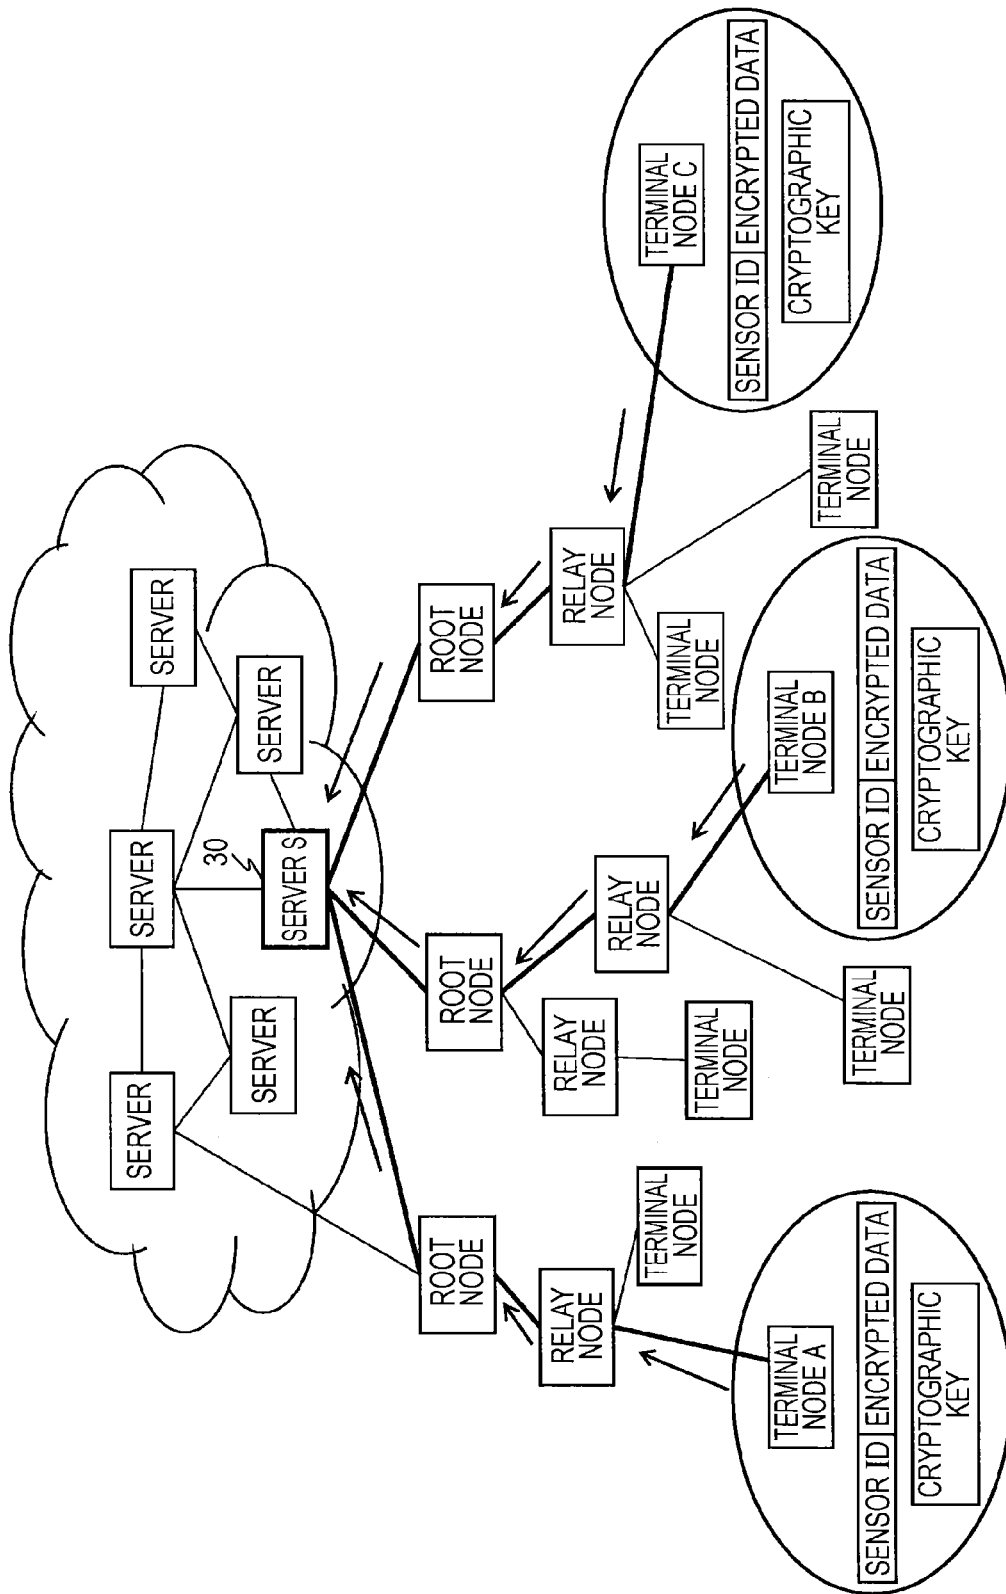 SERVER
SERVER
SERVER
SERVER
30
SERVER S
SERVER
ROOT
NODE
ROOT
NODE
ROOT
NODE
RELAY
NODE
RELAY
NODE
RELAY
NODE
RELAY
NODE
TERMINAL
NODE
TERMINAL
NODE
TERMINAL
NODE
TERMINAL
NODE
TERMINAL
NODE
TERMINAL
NODE A
SENSOR ID
ENCRYPTED DATA
CRYPTOGRAPHIC
KEY
TERMINAL
NODE B
SENSOR ID
ENCRYPTED DATA
CRYPTOGRAPHIC
KEY
TERMINAL
NODE C
SENSOR ID
ENCRYPTED DATA
CRYPTOGRAPHIC
KEY